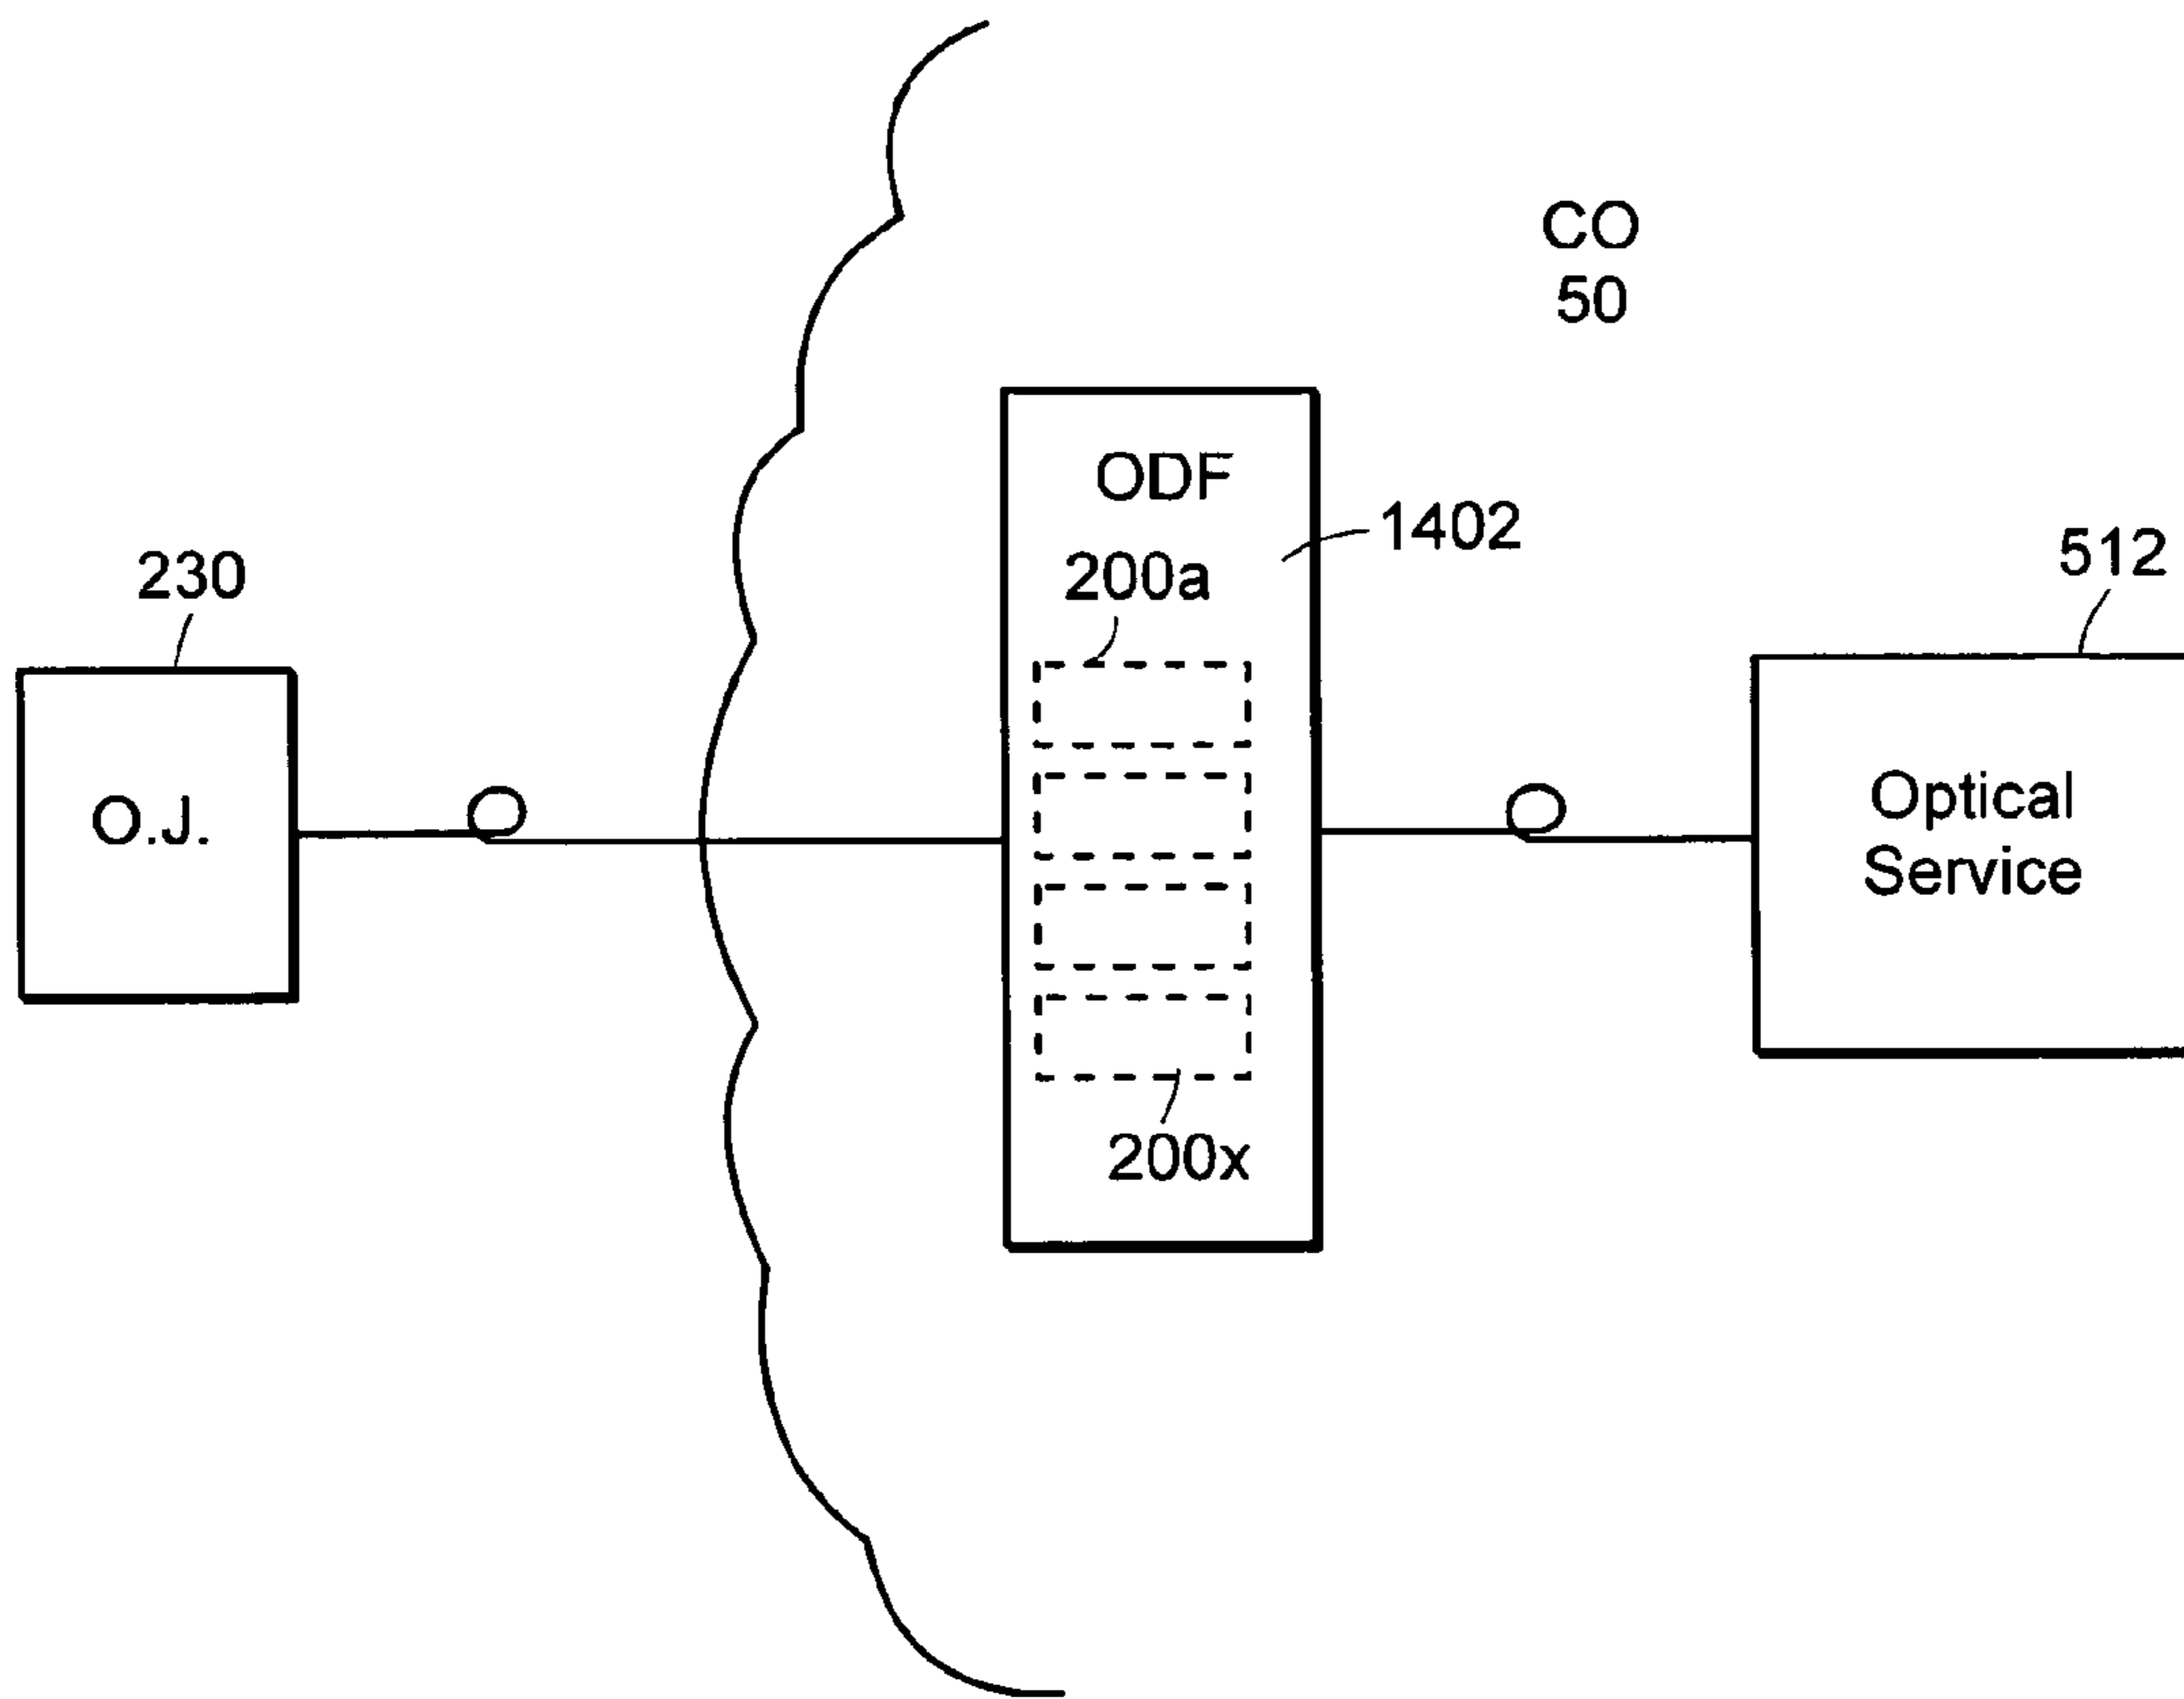 CO
50
ODF
1402
200a
512
230
O.J.
Optical
Service
200x